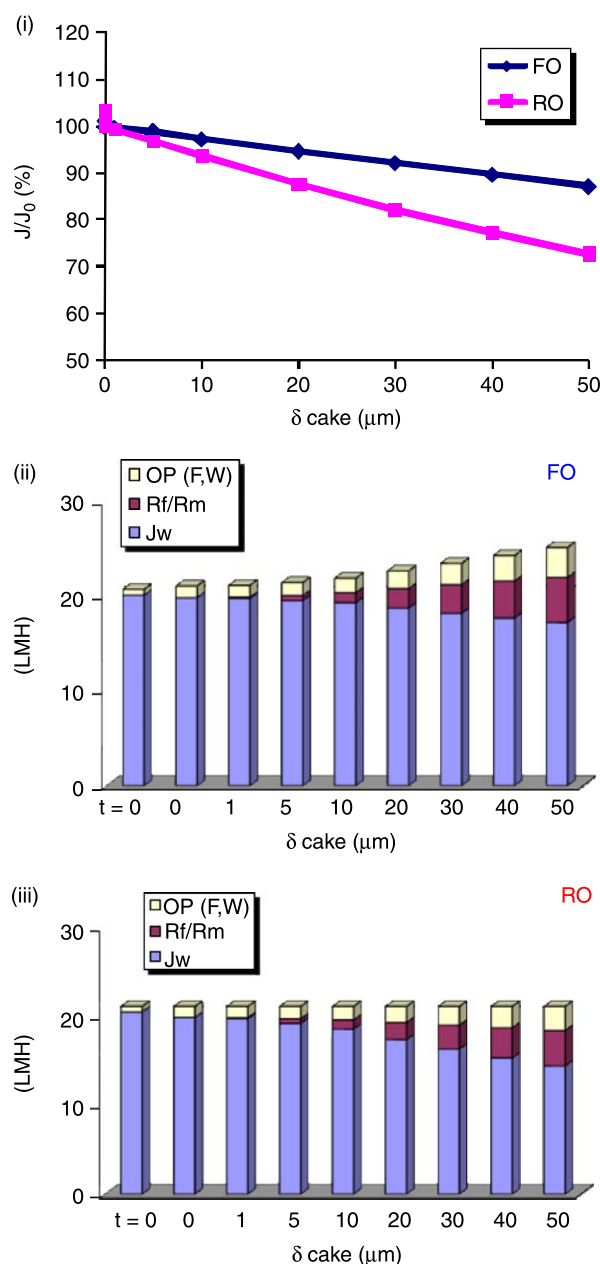 (i)
120
110
100
90
80
70
60
50
J/J0 (%)
FO
RO
0 10 20 30 40 50
δ cake (μm)
(ii)
OP (F,W)
Rf/Rm
Jw
FO
30
20
10
0
(LMH)
t = 0 0 1 5 10 20 30 40 50
δ cake (μm)
(iii)
OP (F,W)
Rf/Rm
Jw
RO
30
20
10
0
(LMH)
t = 0 0 1 5 10 20 30 40 50
δ cake (μm)